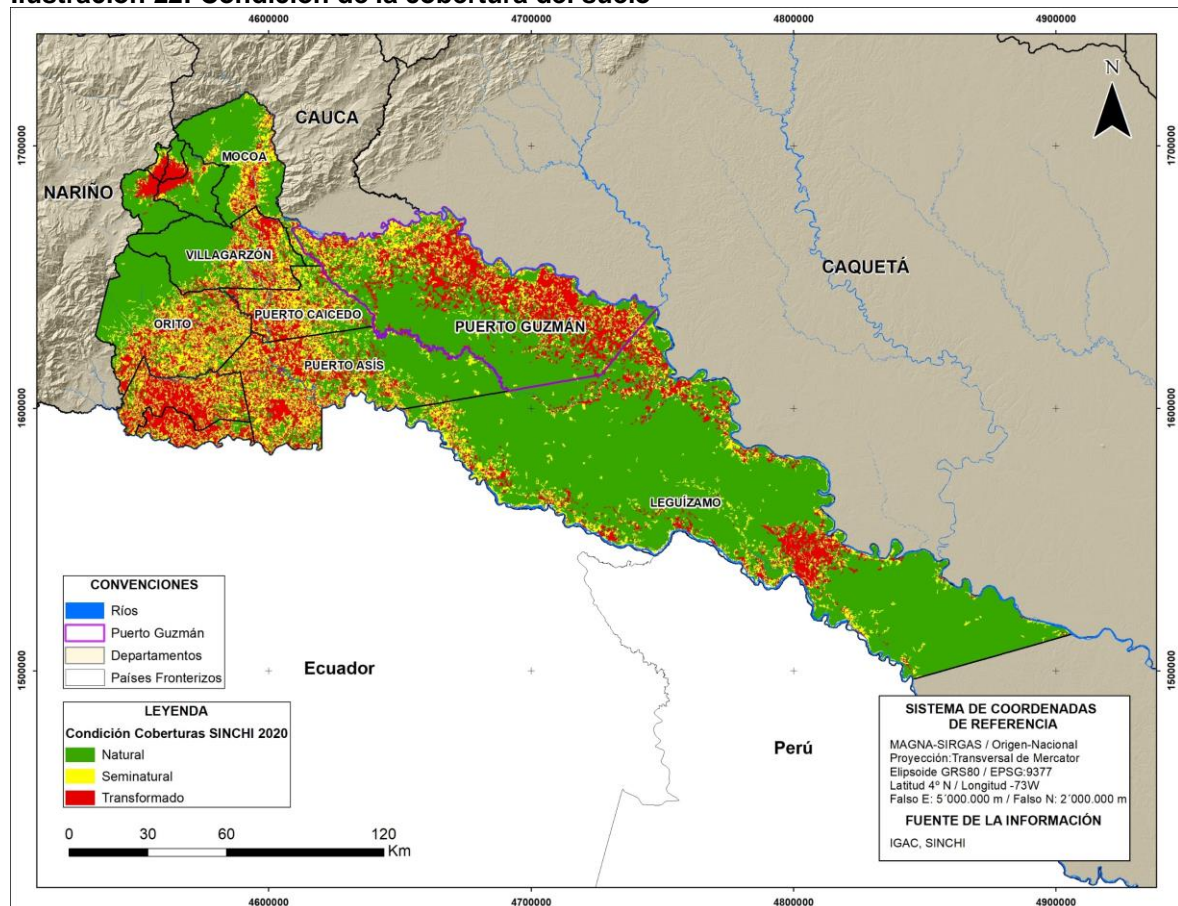 Ilustración 22. Condición de la cobertura del suelo
4600000
4700000
4800000
4900000
N
CAUCA
1700000
1700000
MOCOA
NARIÑO
VILLAGARZÓN
CAQUETÁ
ORITO
PUERTO CAICEDO
PUERTO GUZMÁN
PUERTO ASÍS
1600000
1600000
LEGUÍZAMO
CONVENCIONES
Ríos
Puerto Guzmán
Departamentos
Países Fronterizos
Ecuador
1500000
1500000
LEYENDA
Condición Coberturas SINCHI 2020
Natural
Seminatural
Transformado
Perú
SISTEMA DE COORDENADAS
DE REFERENCIA
MAGNA-SIRGAS / Origen-Nacional
Proyección:Transversal de Mercator
Elipsoide GRS80 / EPSG:9377
Latitud 4º N / Longitud -73W
Falso E: 5´000.000 m / Falso N: 2´000.000 m
FUENTE DE LA INFORMACIÓN
IGAC, SINCHI
0 30 60 120
Km
4600000
4700000
4800000
4900000